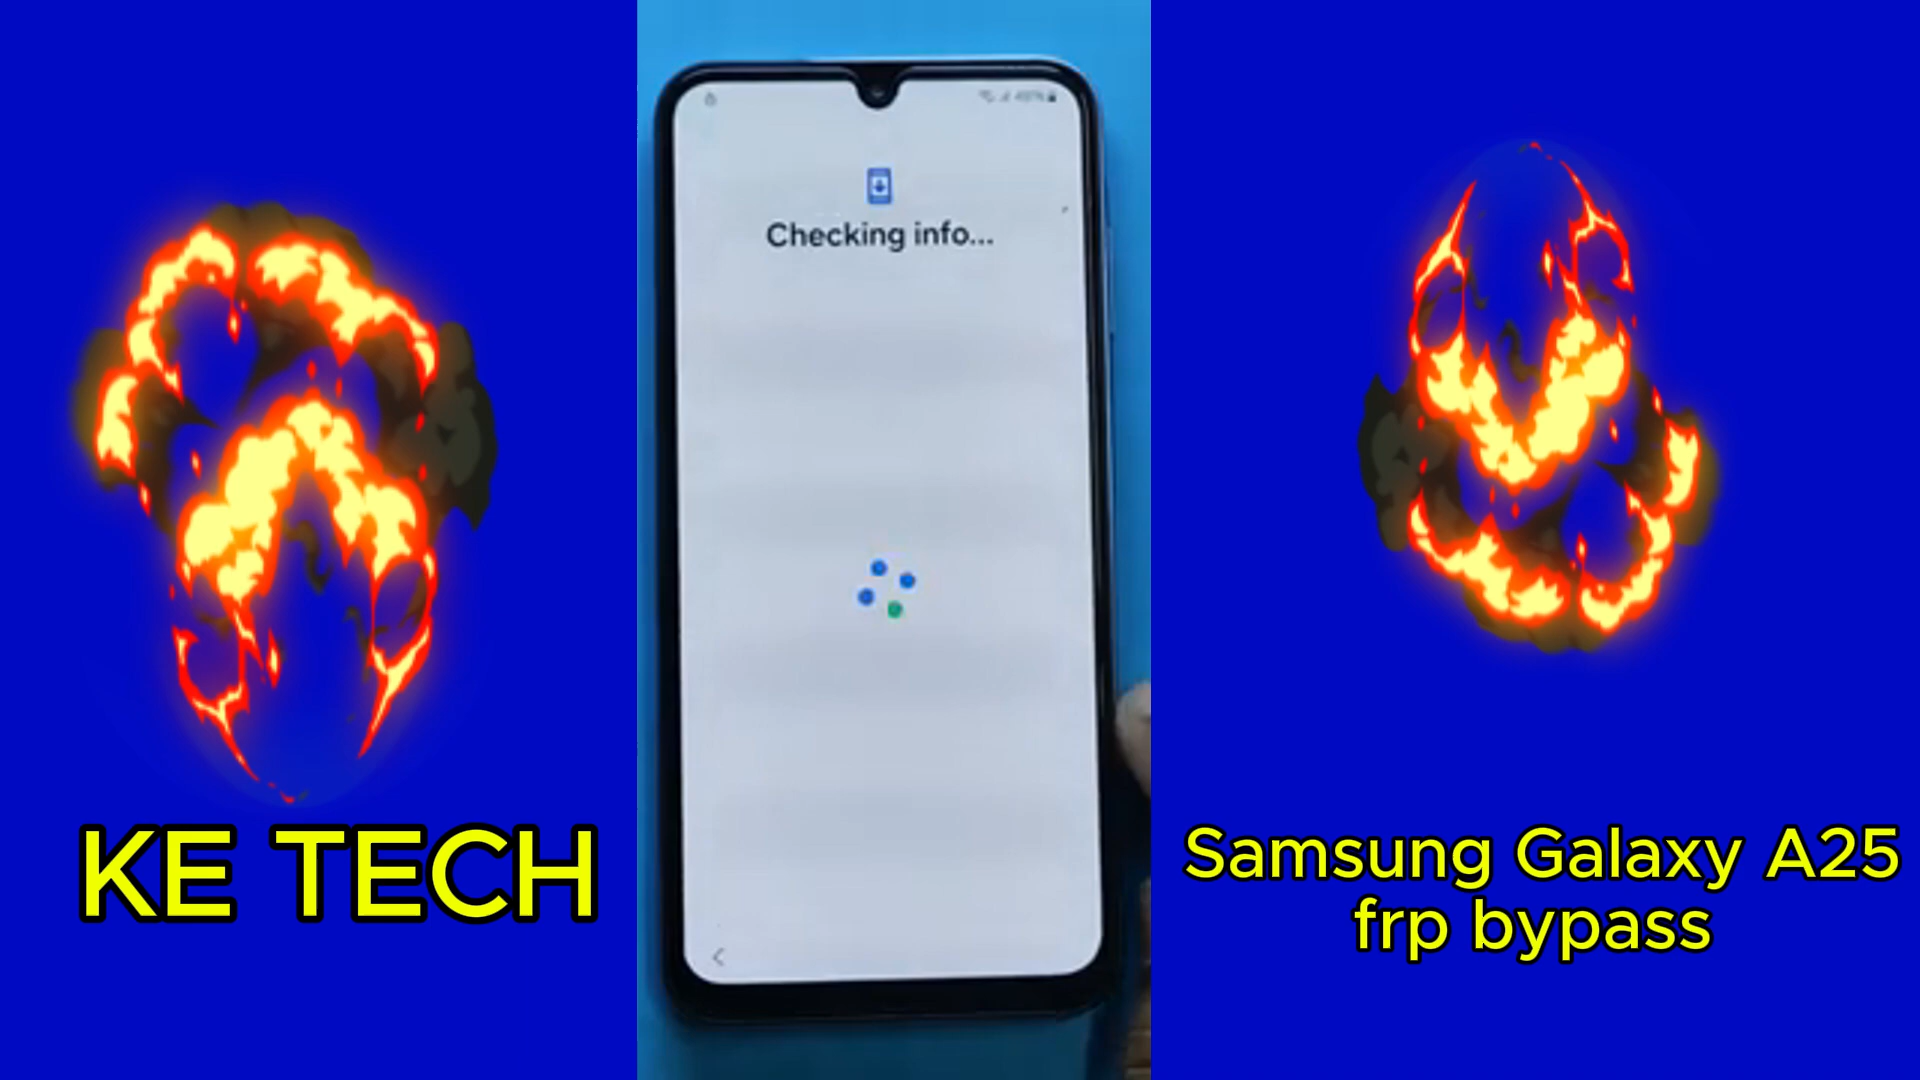 Checking info...
KE TECH
Samsung Galaxy A25
frp bypass